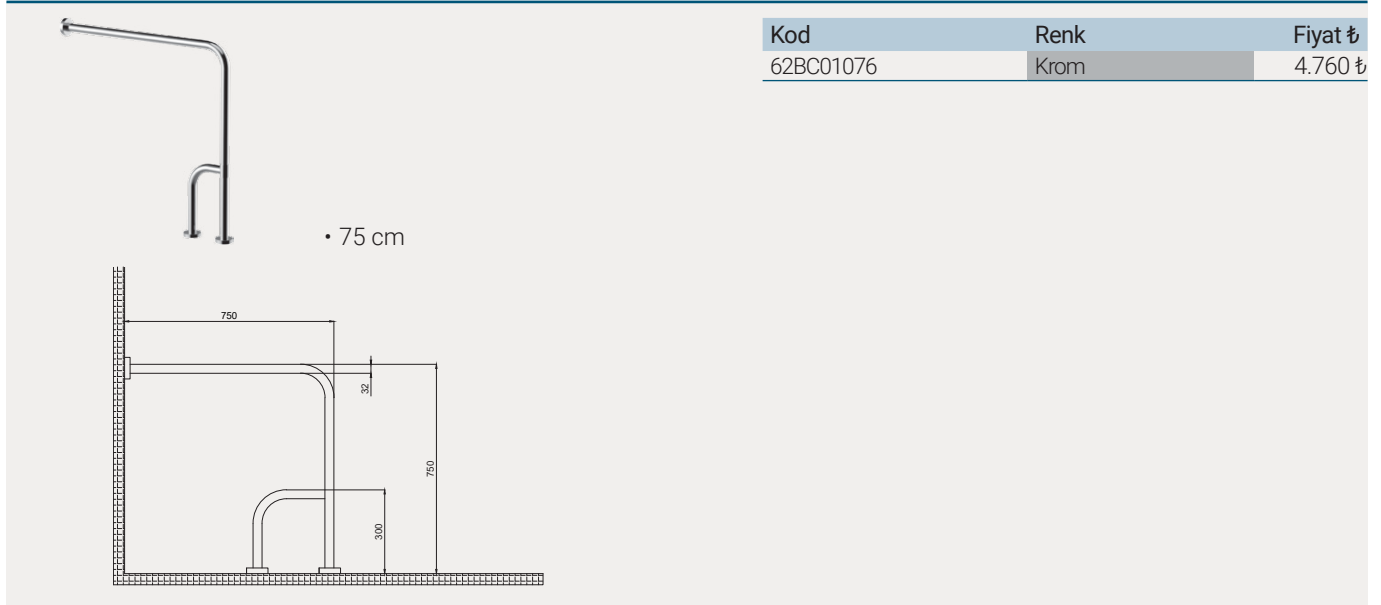 Kod Renk Fiyat ₺
62BC01076 Krom 4.760 ₺
• 75 cm
750
32
750
300